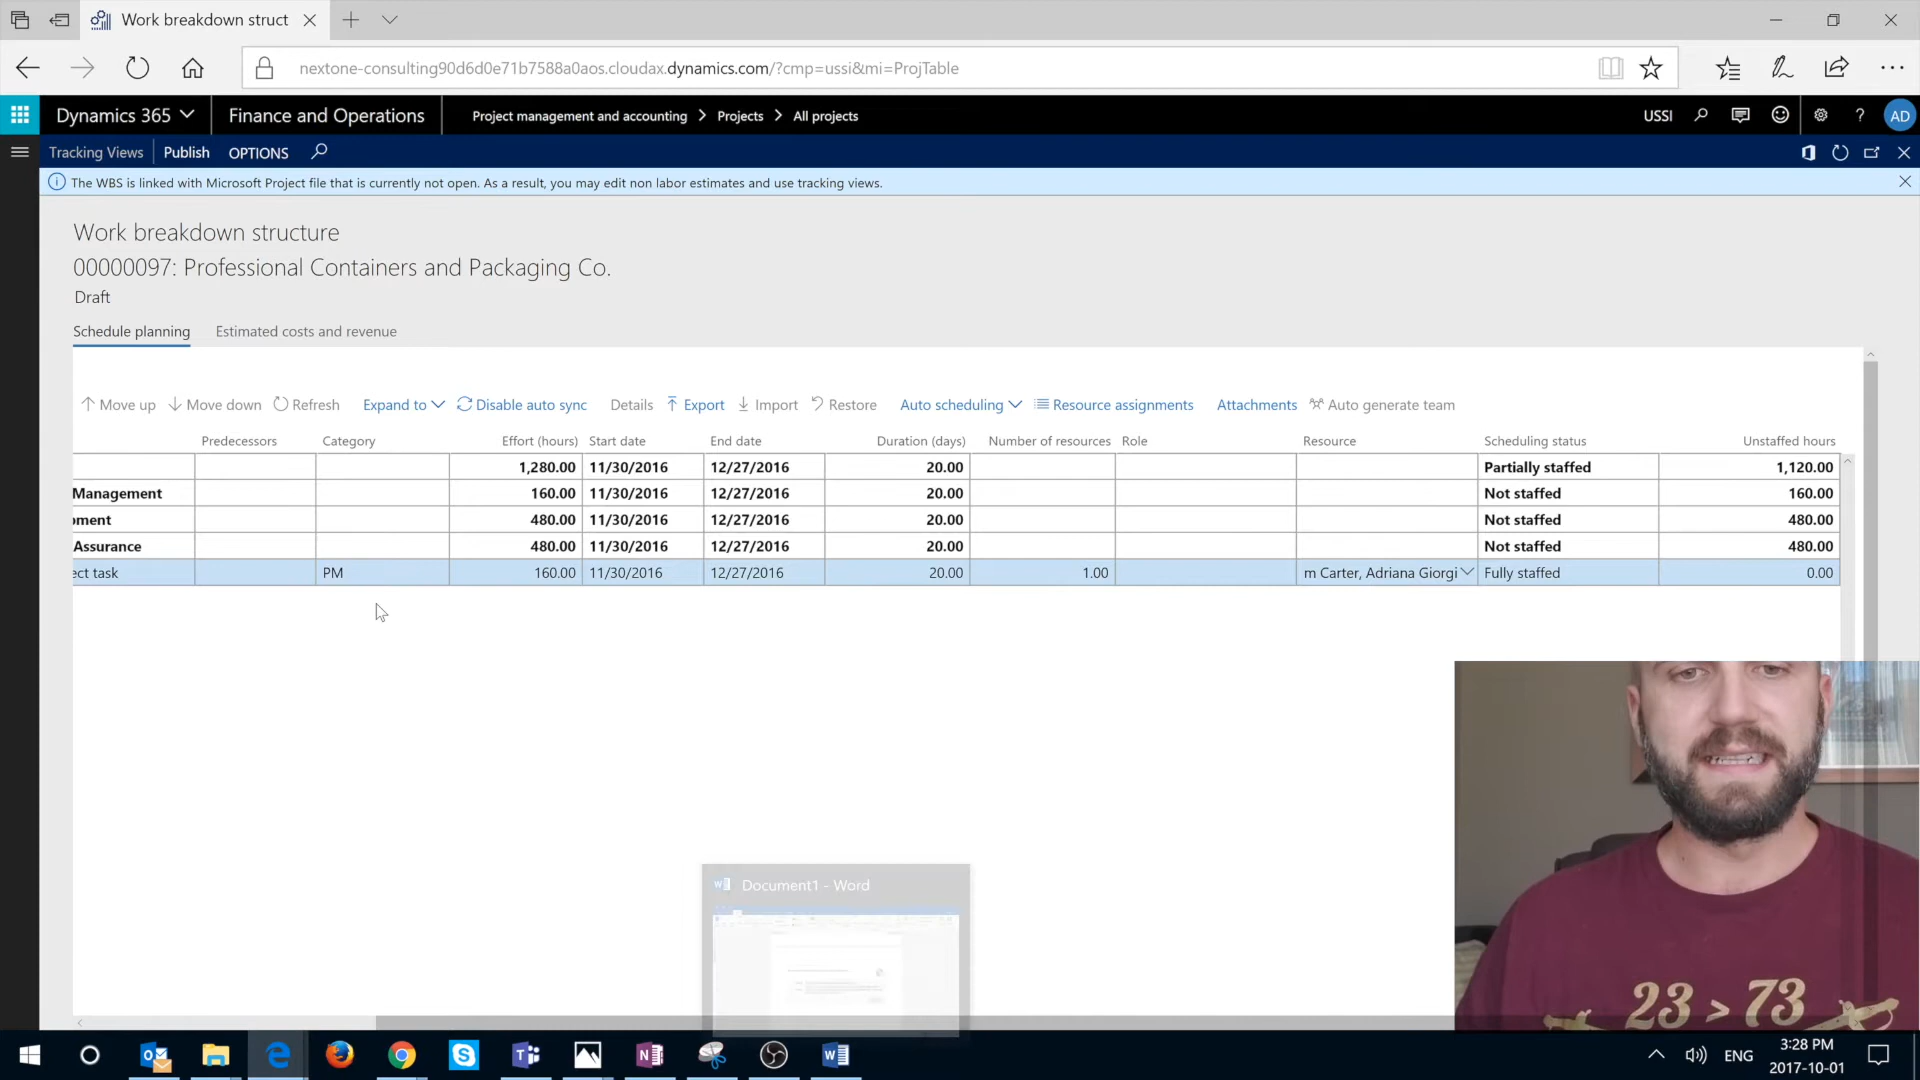 Work breakdown struct
nextone-consulting90d6d0e71b7588a0aos.cloudax.dynamics.com/?cmp=ussi&mi=ProjTable
Dynamics 365 Finance and Operations Project management and accounting Projects All projects USSI ? AD
Tracking Views Publish OPTIONS
The WBS is linked with Microsoft Project file that is currently not open. As a result, you may edit non labor estimates and use tracking views.
Work breakdown structure
00000097: Professional Containers and Packaging Co.
Draft
Schedule planning Estimated costs and revenue
Move up Move down Refresh Expand to Disable auto sync Details Export Import Restore Auto scheduling Resource assignments Attachments Auto generate team
Predecessors Category Effort (hours) Start date End date Duration (days) Number of resources Role Resource Scheduling status Unstaffed hours
1,280.00 11/30/2016 12/27/2016 20.00 Partially staffed 1,120.00
Management 160.00 11/30/2016 12/27/2016 20.00 Not staffed 160.00
pment 480.00 11/30/2016 12/27/2016 20.00 Not staffed 480.00
Assurance 480.00 11/30/2016 12/27/2016 20.00 Not staffed 480.00
ect task PM 160.00 11/30/2016 12/27/2016 20.00 1.00 m Carter, Adriana Giorgi Fully staffed 0.00
Document1 - Word
23 > 73
ENG
3:28 PM
2017-10-01